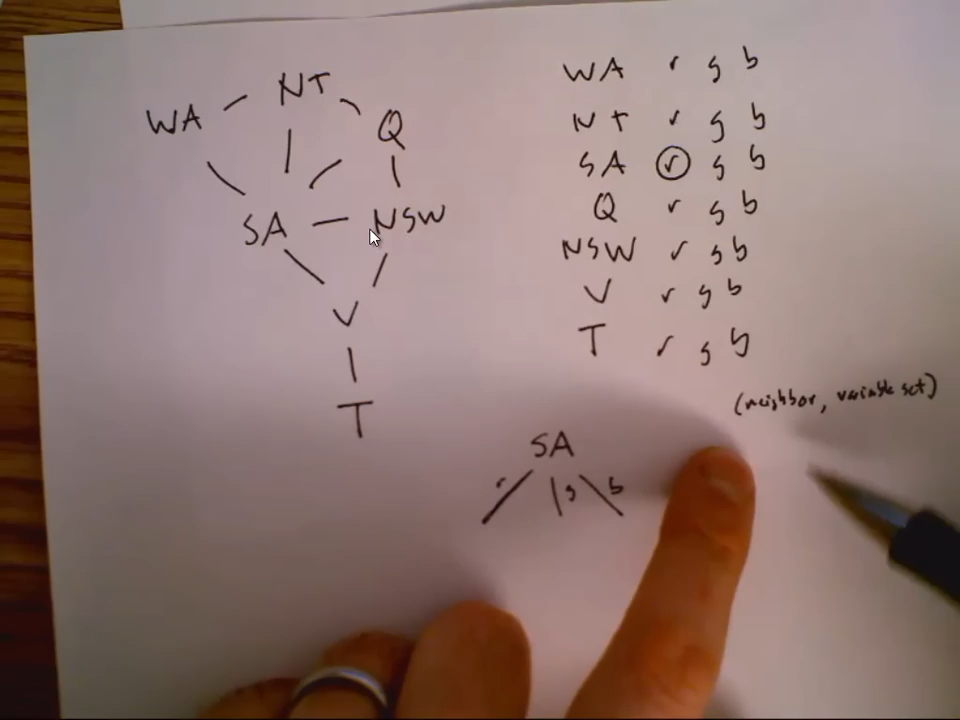 NT
WA
Q
SA
NSW
V
T
WA r g b
NT r g b
SA r g b
Q r g b
NSW r g b
V r g b
T r g b
(neighbor, variable set)
SA
r g b